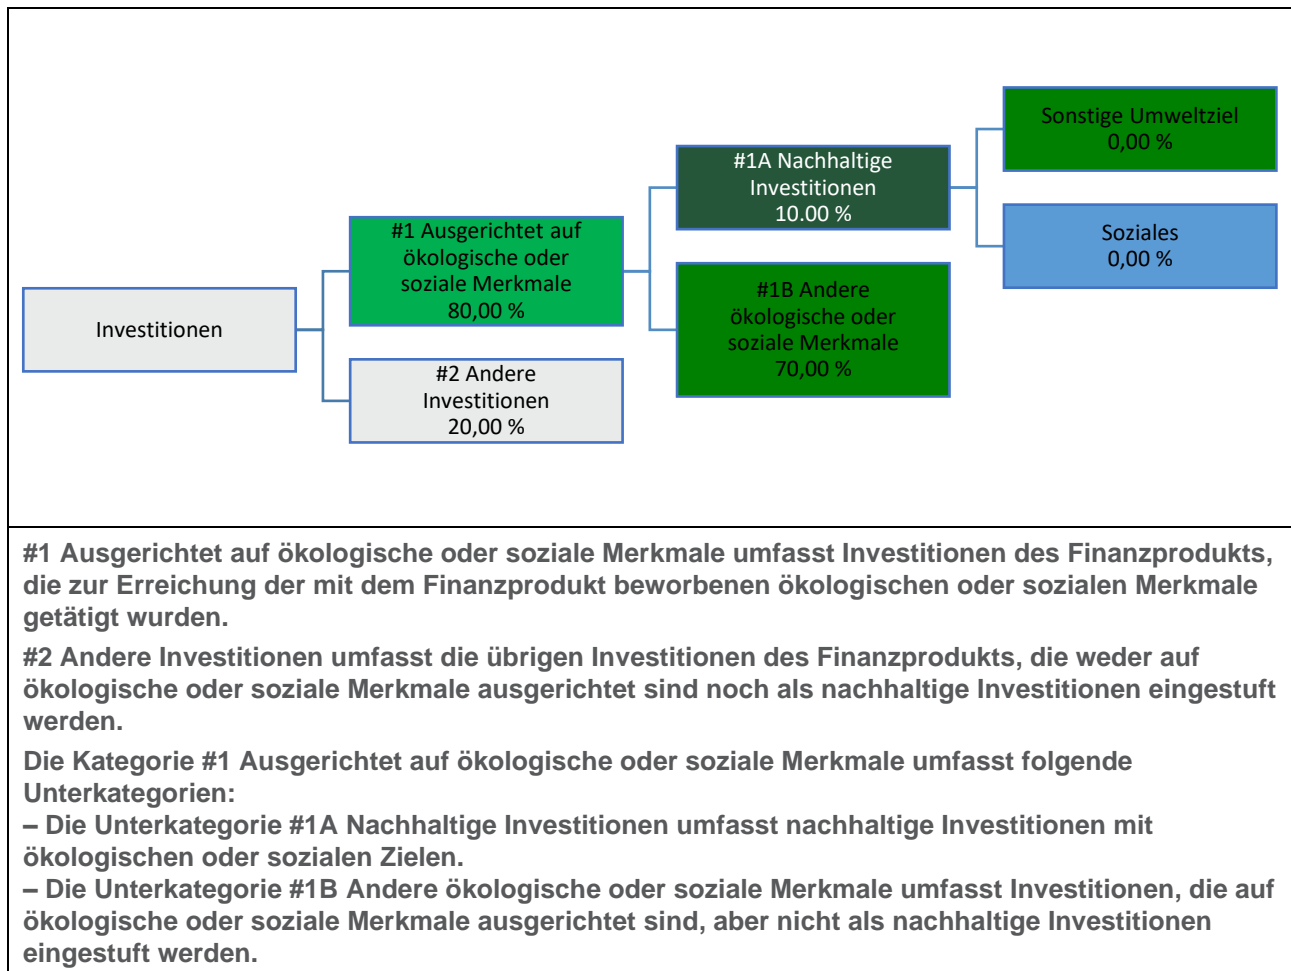 Investitionen
#1 Ausgerichtet auf
ökologische oder
soziale Merkmale
80,00 %
#2 Andere
Investitionen
20,00 %
#1A Nachhaltige
Investitionen
10.00 %
#1B Andere
ökologische oder
soziale Merkmale
70,00 %
Sonstige Umweltziel
0,00 %
Soziales
0,00 %
#1 Ausgerichtet auf ökologische oder soziale Merkmale umfasst Investitionen des Finanzprodukts,
die zur Erreichung der mit dem Finanzprodukt beworbenen ökologischen oder sozialen Merkmale
getätigt wurden.
#2 Andere Investitionen umfasst die übrigen Investitionen des Finanzprodukts, die weder auf
ökologische oder soziale Merkmale ausgerichtet sind noch als nachhaltige Investitionen eingestuft
werden.
Die Kategorie #1 Ausgerichtet auf ökologische oder soziale Merkmale umfasst folgende
Unterkategorien:
– Die Unterkategorie #1A Nachhaltige Investitionen umfasst nachhaltige Investitionen mit
ökologischen oder sozialen Zielen.
– Die Unterkategorie #1B Andere ökologische oder soziale Merkmale umfasst Investitionen, die auf
ökologische oder soziale Merkmale ausgerichtet sind, aber nicht als nachhaltige Investitionen
eingestuft werden.